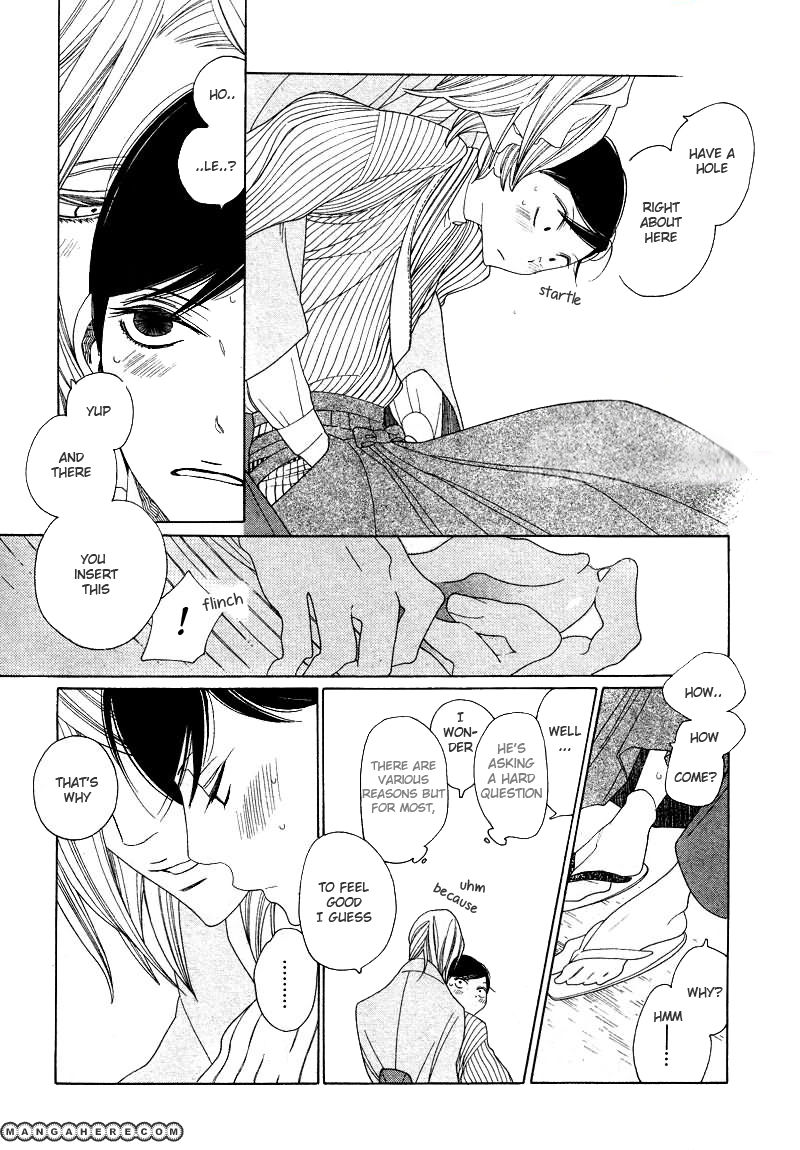 HAVE A
HOLE
RIGHT
ABOUT
HERE
startle
HO..
..LE..?
YUP
AND
THERE
YOU
INSERT
THIS
!
flinch
HOW..
HOW
COME?
WHY?
HMM
......
WELL
...
HE'S
ASKING
A HARD
QUESTION
I
WON-
DER
THERE ARE
VARIOUS
REASONS BUT
FOR MOST,
uhm
because
TO FEEL
GOOD
I GUESS
THAT'S
WHY
........
MANGAHERE.COM